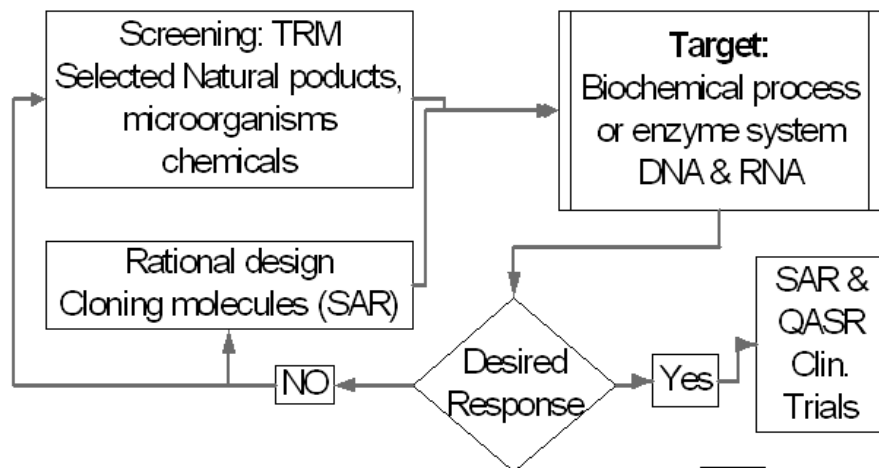 Screening: TRM
Selected Natural poducts,
microorganisms
chemicals
Target:
Biochemical process
or enzyme system
DNA & RNA
Rational design
Cloning molecules (SAR)
SAR &
QASR
Clin.
Trials
Desired
Response
NO
Yes